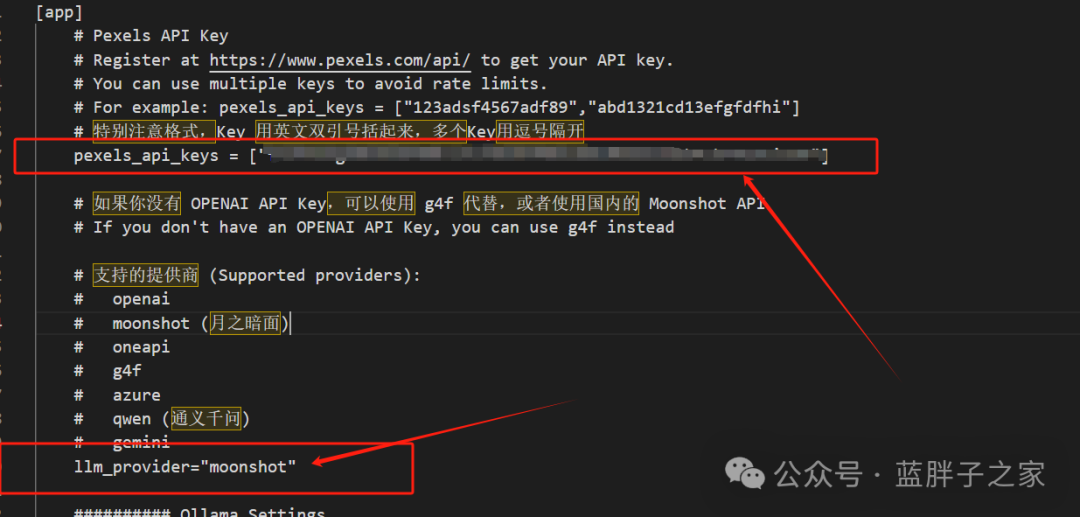 [app]
# Pexels API Key
# Register at https://www.pexels.com/api/ to get your API key.
# You can use multiple keys to avoid rate limits.
# For example: pexels_api_keys = ["123adsf4567adf89","abd1321cd13efgfdfhi"]
# 特别注意格式，Key 用英文双引号括起来，多个Key用逗号隔开
pexels_api_keys = [" "]
# 如果你没有 OPENAI API Key，可以使用 g4f 代替，或者使用国内的 Moonshot API
# If you don't have an OPENAI API Key, you can use g4f instead
# 支持的提供商 (Supported providers):
# openai
# moonshot (月之暗面)
# oneapi
# g4f
# azure
# qwen (通义千问)
# gemini
llm_provider="moonshot"
########## Ollama Settings
公众号 · 蓝胖子之家